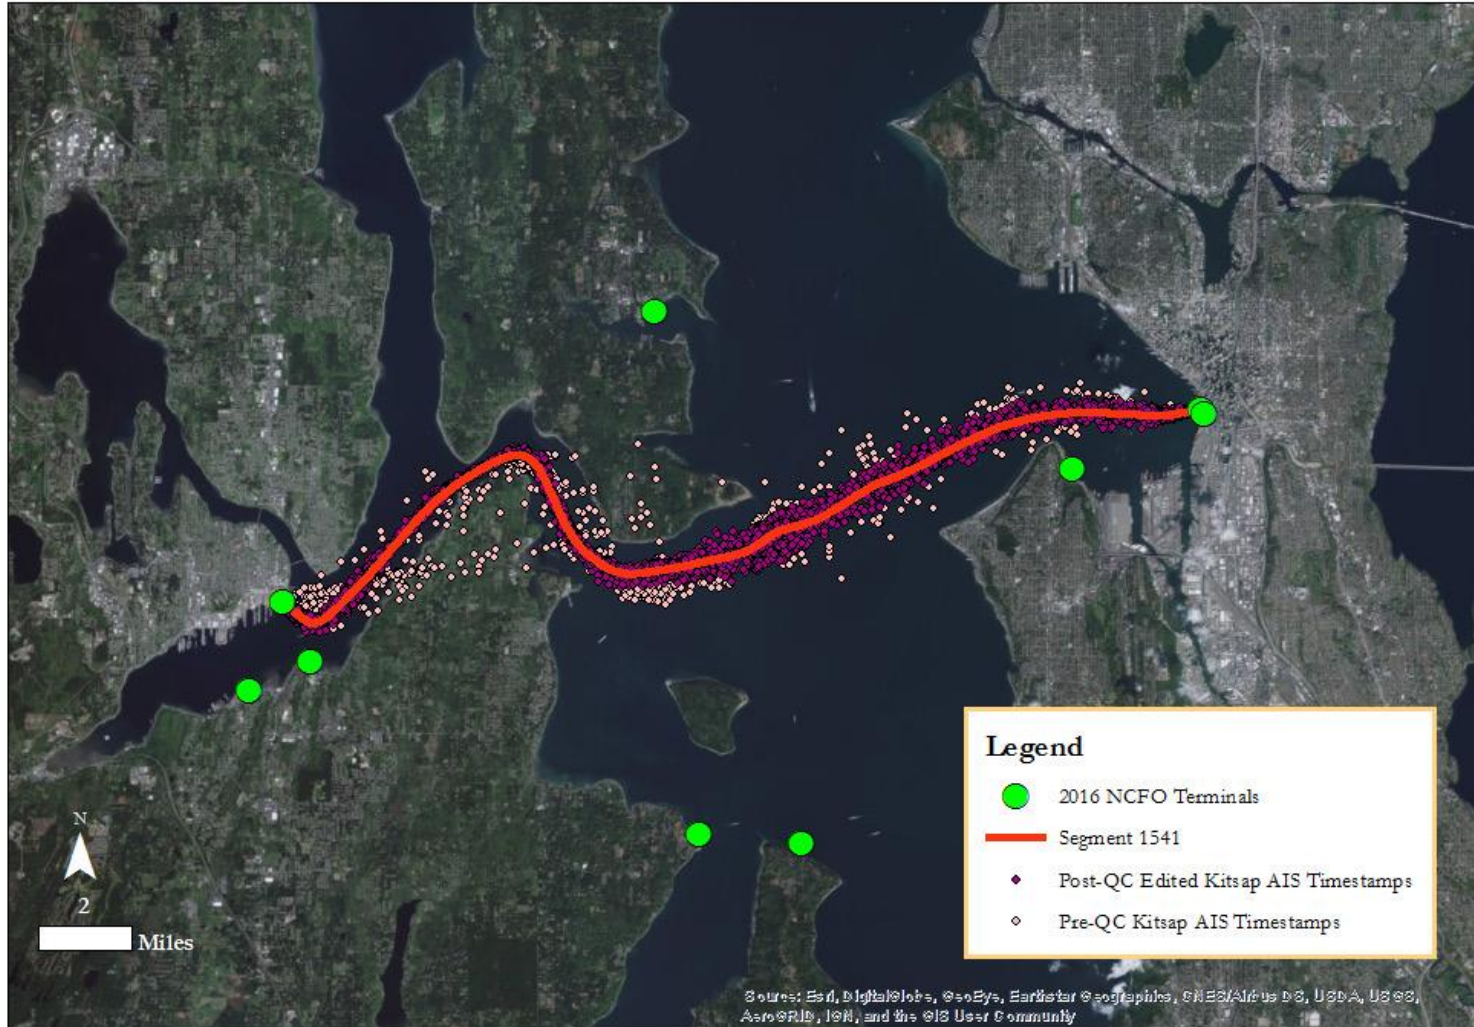 Legend
2016 NCFO Terminals
Segment 1541
Post-QC Edited Kitsap AIS Timestamps
Pre-QC Kitsap AIS Timestamps
N
2
Miles
Source: Esri, DigitalGlobe, GeoEye, Earthstar Geographics, CNES/Airbus DS, USDA, USGS,
AeroGRID, IGN, and the GIS User Community